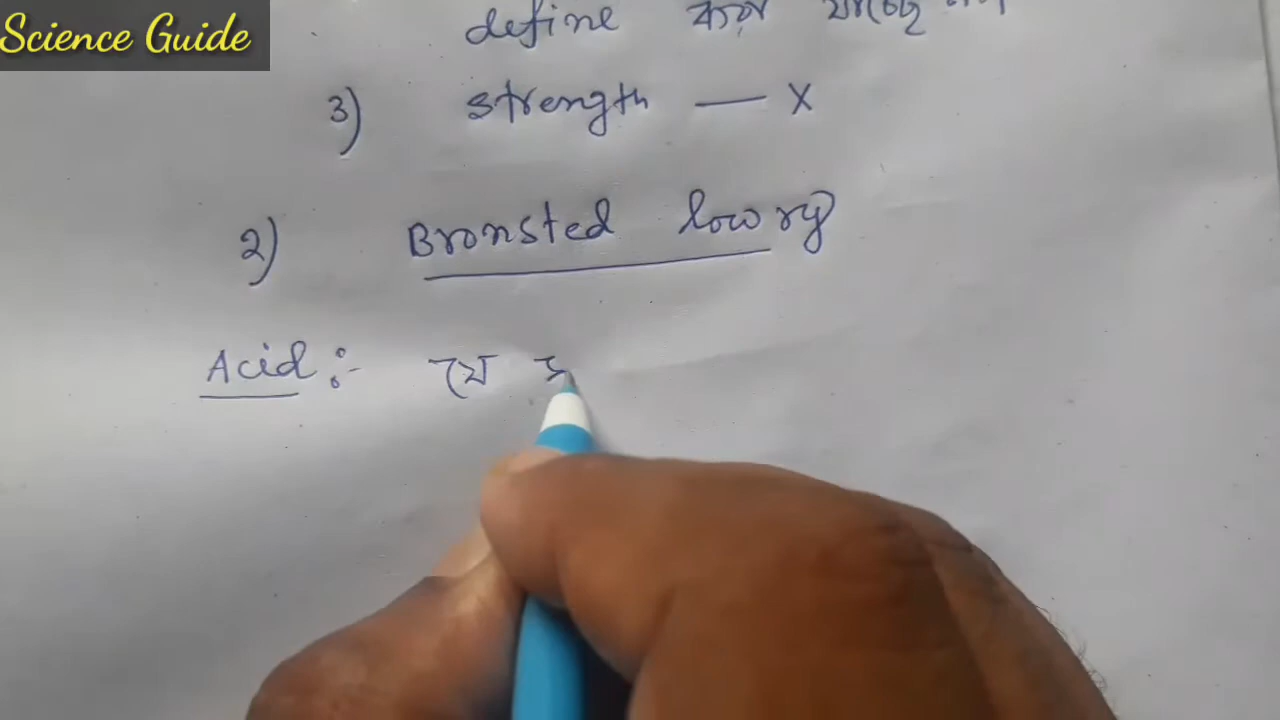 Science Guide
define করা যাচ্ছে
3) strength — X
2) Bronsted lowry
Acid :- যে